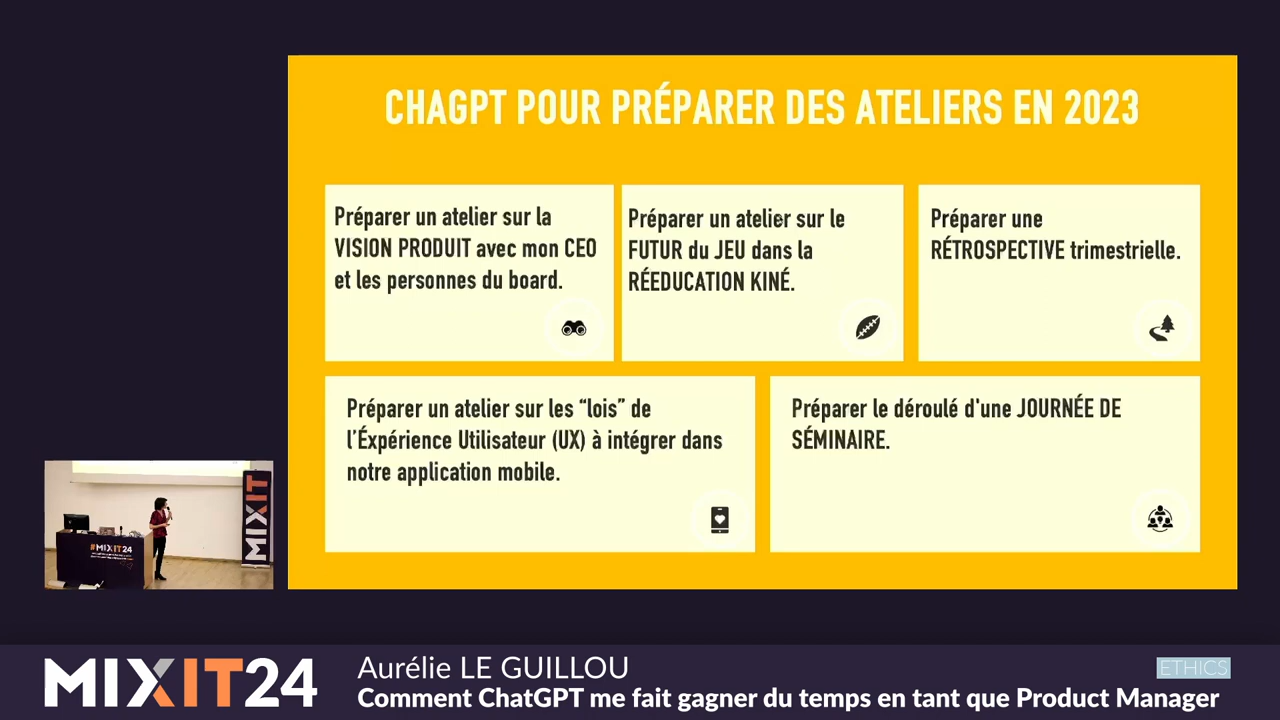 CHAGPT POUR PRÉPARER DES ATELIERS EN 2023
Préparer un atelier sur la
VISION PRODUIT avec mon CEO
et les personnes du board.
Préparer un atelier sur le
FUTUR du JEU dans la
RÉEDUCATION KINÉ.
Préparer une
RÉTROSPECTIVE trimestrielle.
Préparer un atelier sur les “lois” de
l’Éxpérience Utilisateur (UX) à intégrer dans
notre application mobile.
Préparer le déroulé d'une JOURNÉE DE
SÉMINAIRE.
MIXIT
#MIXIT24
MIXIT24
Aurélie LE GUILLOU
ETHICS
Comment ChatGPT me fait gagner du temps en tant que Product Manager